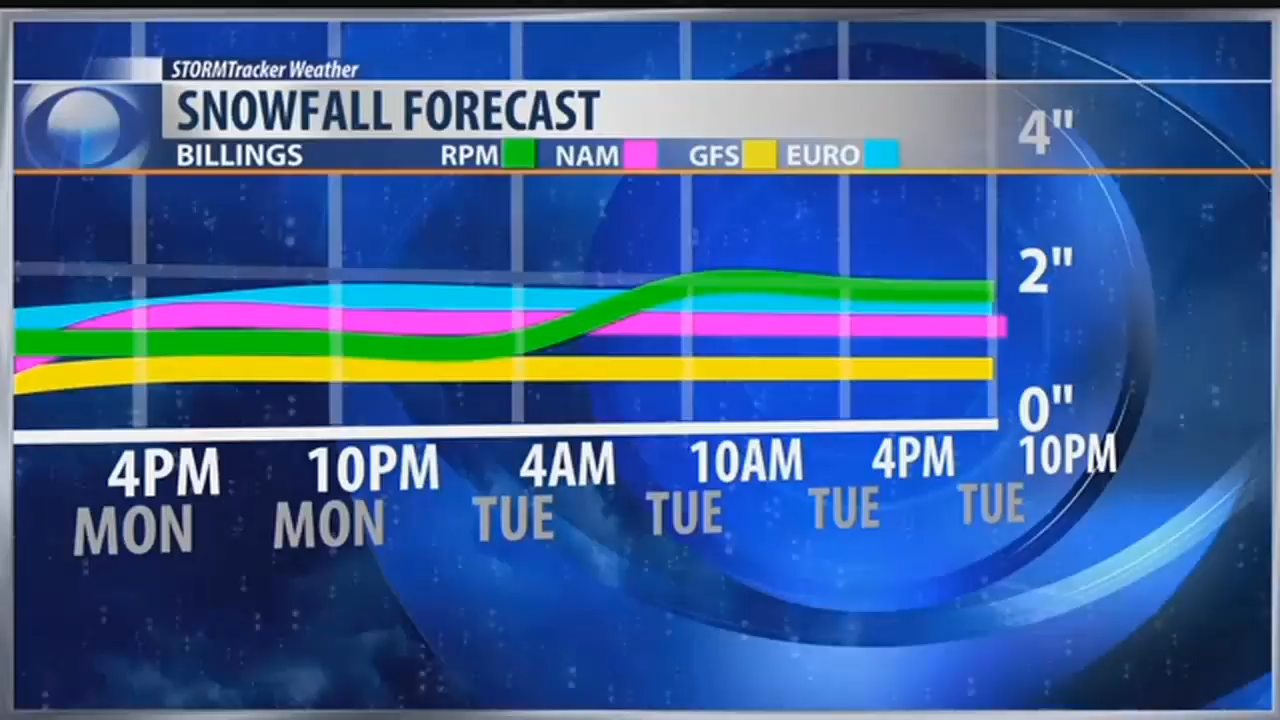 STORMTracker Weather
SNOWFALL FORECAST
BILLINGS RPM NAM GFS EURO
4"
2"
0"
4PM 10PM 4AM 10AM 4PM 10PM
MON MON TUE TUE TUE TUE